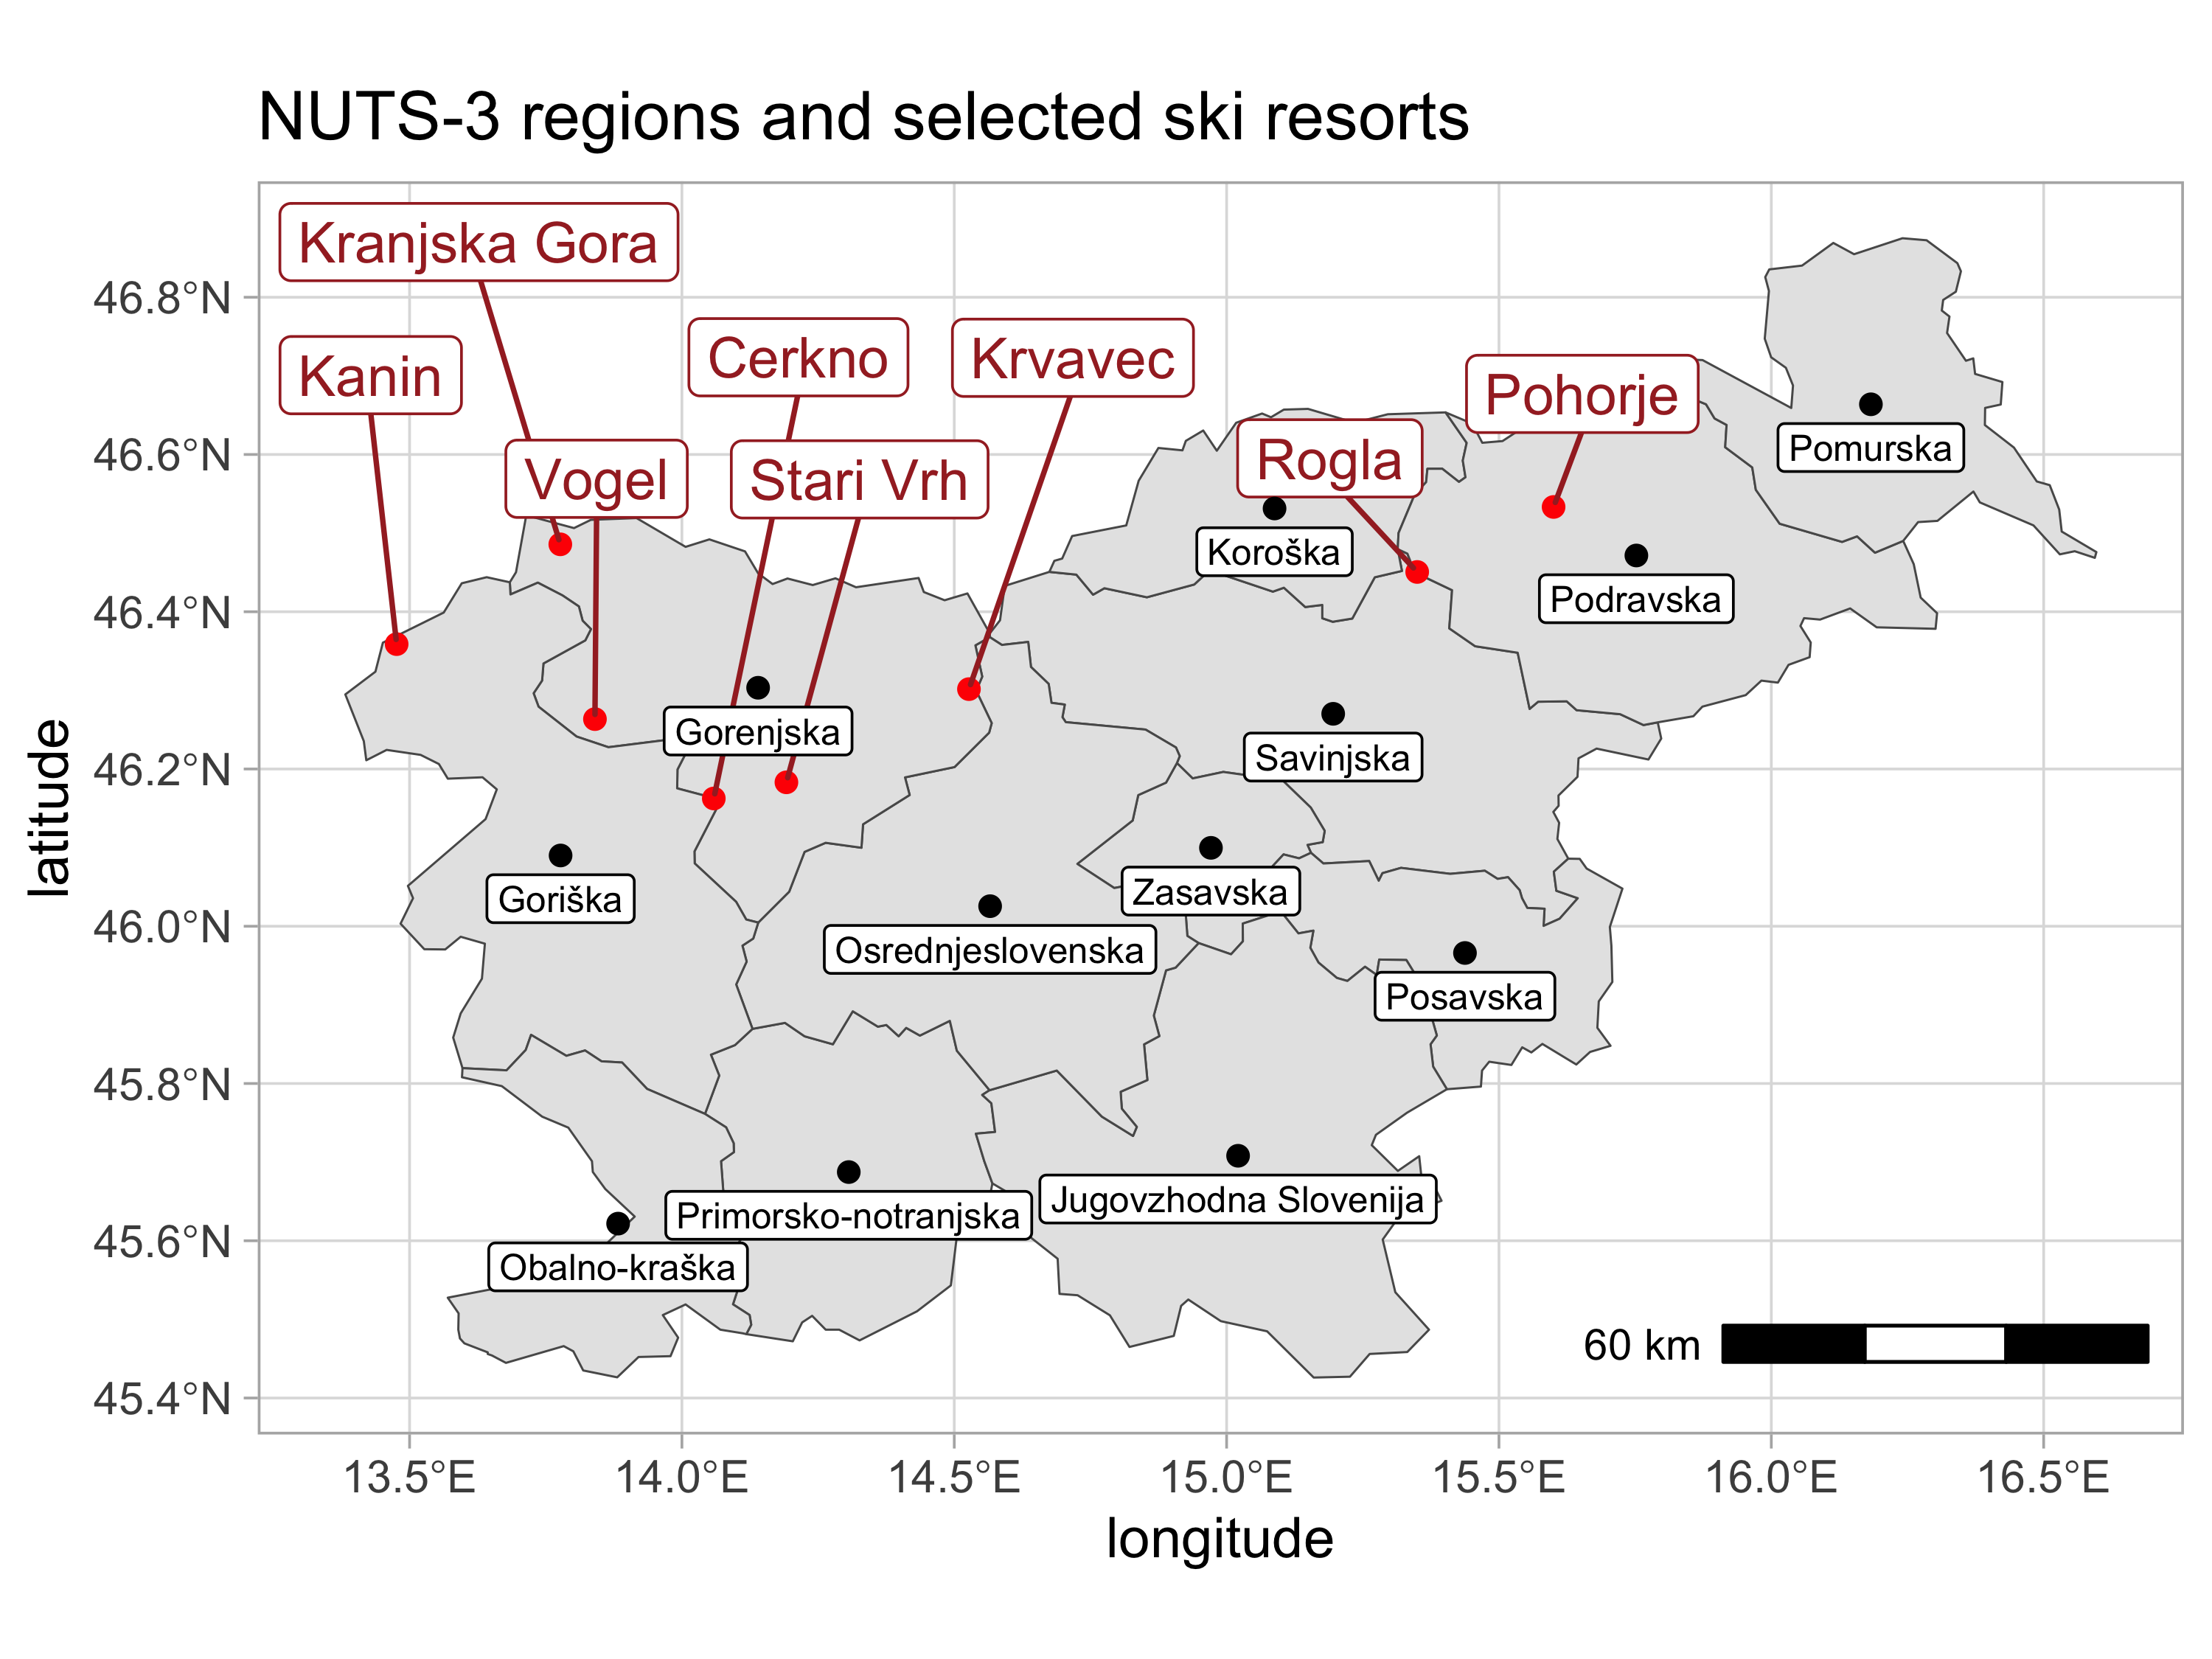 NUTS-3 regions and selected ski resorts
Kranjska Gora
Kanin
Cerkno
Krvavec
Pohorje
Vogel
Stari Vrh
Rogla
Pomurska
Koroška
Podravska
Gorenjska
Savinjska
Goriška
Zasavska
Osrednjeslovenska
Posavska
Jugovzhodna Slovenija
Primorsko-notranjska
Obalno-kraška
60 km
46.8°N
46.6°N
46.4°N
46.2°N
46.0°N
45.8°N
45.6°N
45.4°N
latitude
13.5°E 14.0°E 14.5°E 15.0°E 15.5°E 16.0°E 16.5°E
longitude